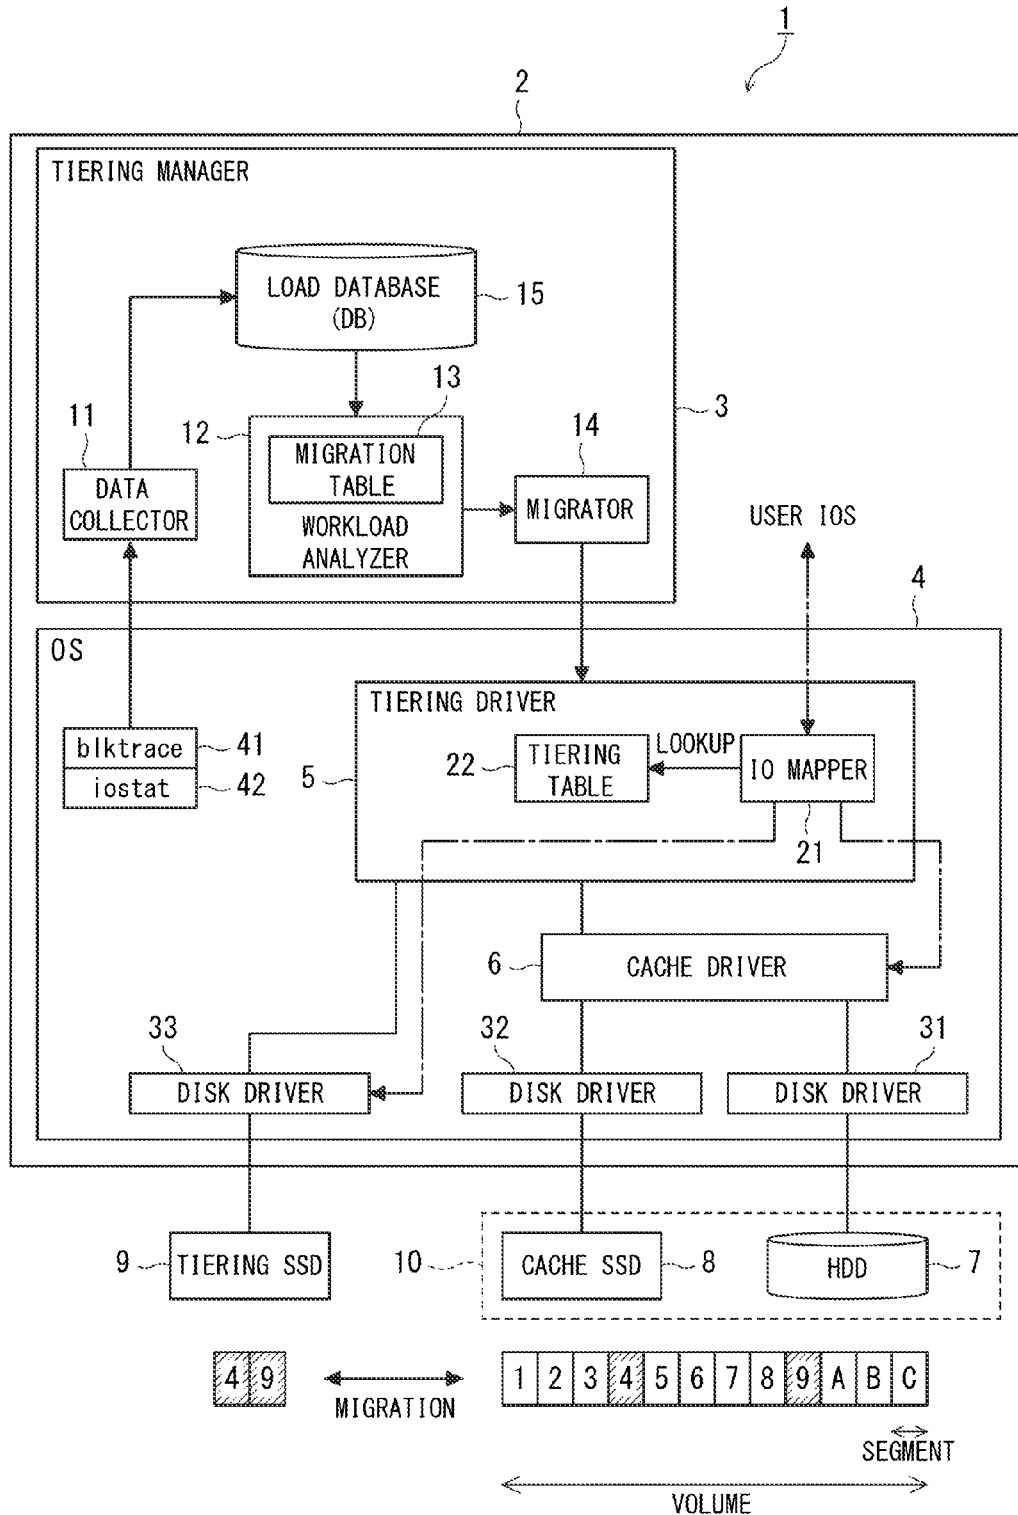 1
2
TIERING MANAGER
LOAD DATABASE
(DB)
15
13
11
12
3
14
MIGRATION
TABLE
DATA
COLLECTOR
MIGRATOR
USER IOS
WORKLOAD
ANALYZER
4
OS
TIERING DRIVER
blktrace
41
LOOKUP
TIERING
TABLE
22
IO MAPPER
5
iostat
42
21
6
CACHE DRIVER
33
32
31
DISK DRIVER
DISK DRIVER
DISK DRIVER
9
TIERING SSD
10
CACHE SSD
8
HDD
7
4 9
1 2 3 4 5 6 7 8 9 A B C
MIGRATION
SEGMENT
VOLUME